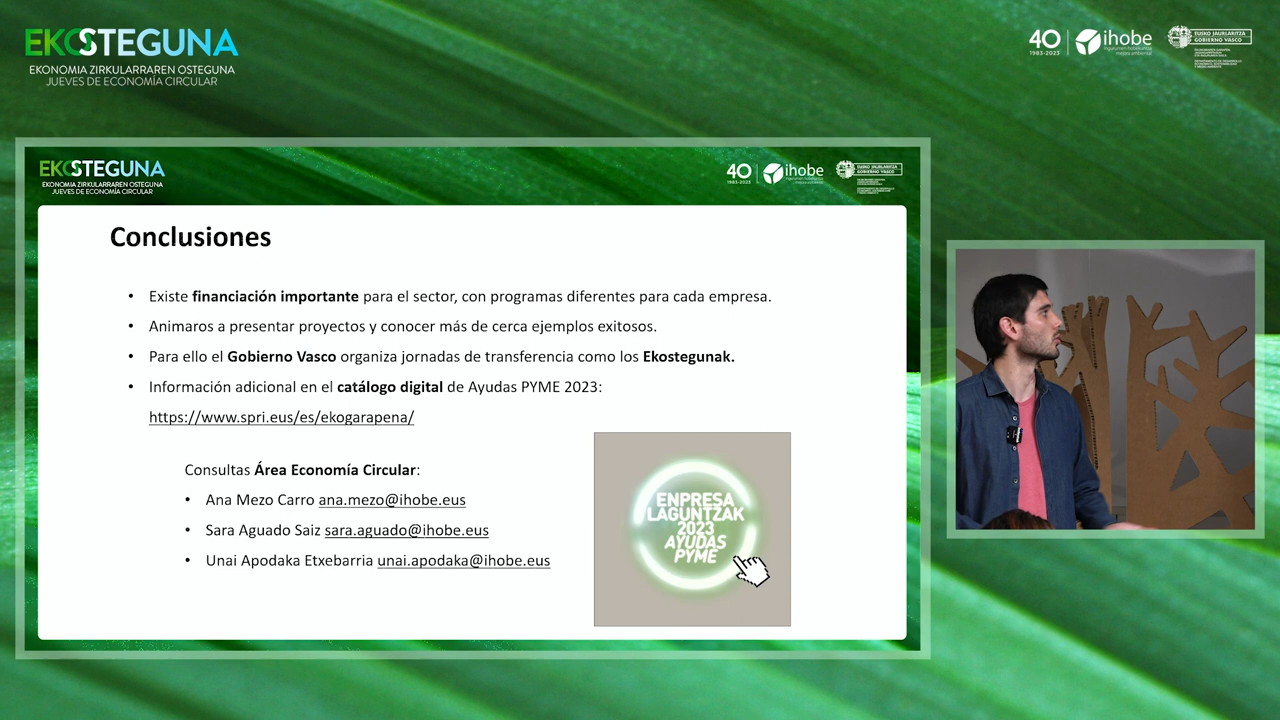 EKOSTEGUNA
EKONOMIA ZIRKULARRAREN OSTEGUNA
JUEVES DE ECONOMÍA CIRCULAR
40
1983-2023
ihobe
ingurumen hobekuntza
mejora ambiental
EUSKO JAURLARITZA
GOBIERNO VASCO
EKOSTEGUNA
EKONOMIA ZIRKULARRAREN OSTEGUNA
JUEVES DE ECONOMÍA CIRCULAR
40
1983-2023
ihobe
EUSKO JAURLARITZA
GOBIERNO VASCO
Conclusiones
• Existe financiación importante para el sector, con programas diferentes para cada empresa.
• Animaros a presentar proyectos y conocer más de cerca ejemplos exitosos.
• Para ello el Gobierno Vasco organiza jornadas de transferencia como los Ekostegunak.
• Información adicional en el catálogo digital de Ayudas PYME 2023:
https://www.spri.eus/es/ekogarapena/
Consultas Área Economía Circular:
• Ana Mezo Carro ana.mezo@ihobe.eus
• Sara Aguado Saiz sara.aguado@ihobe.eus
• Unai Apodaka Etxebarria unai.apodaka@ihobe.eus
ENPRESA
LAGUNTZAK
2023
AYUDAS
PYME